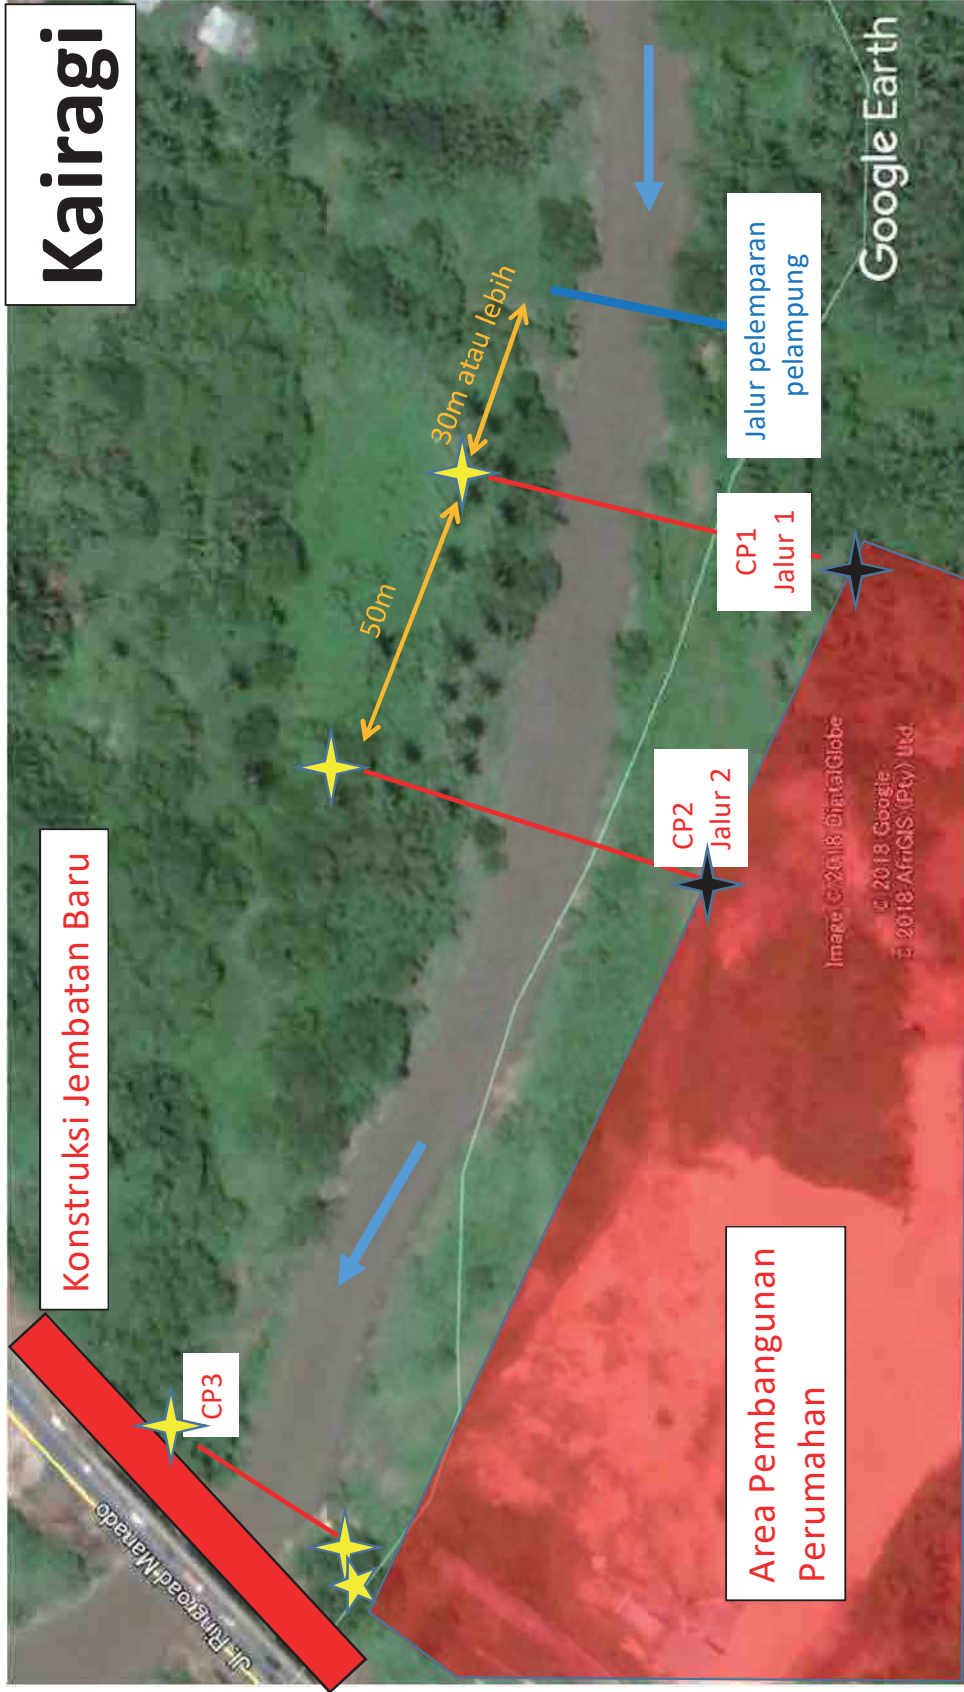 Kairagi
Konstruksi Jembatan Baru
30m atau lebih
50m
Jalur pelemparan
pelampung
CP1
Jalur 1
CP2
Jalur 2
CP3
Jl. Ringroad Manado
Area Pembangunan
Perumahan
Image © 2018 DigitalGlobe
© 2018 Google
© 2018 AfriGIS (Pty) Ltd.
Google Earth